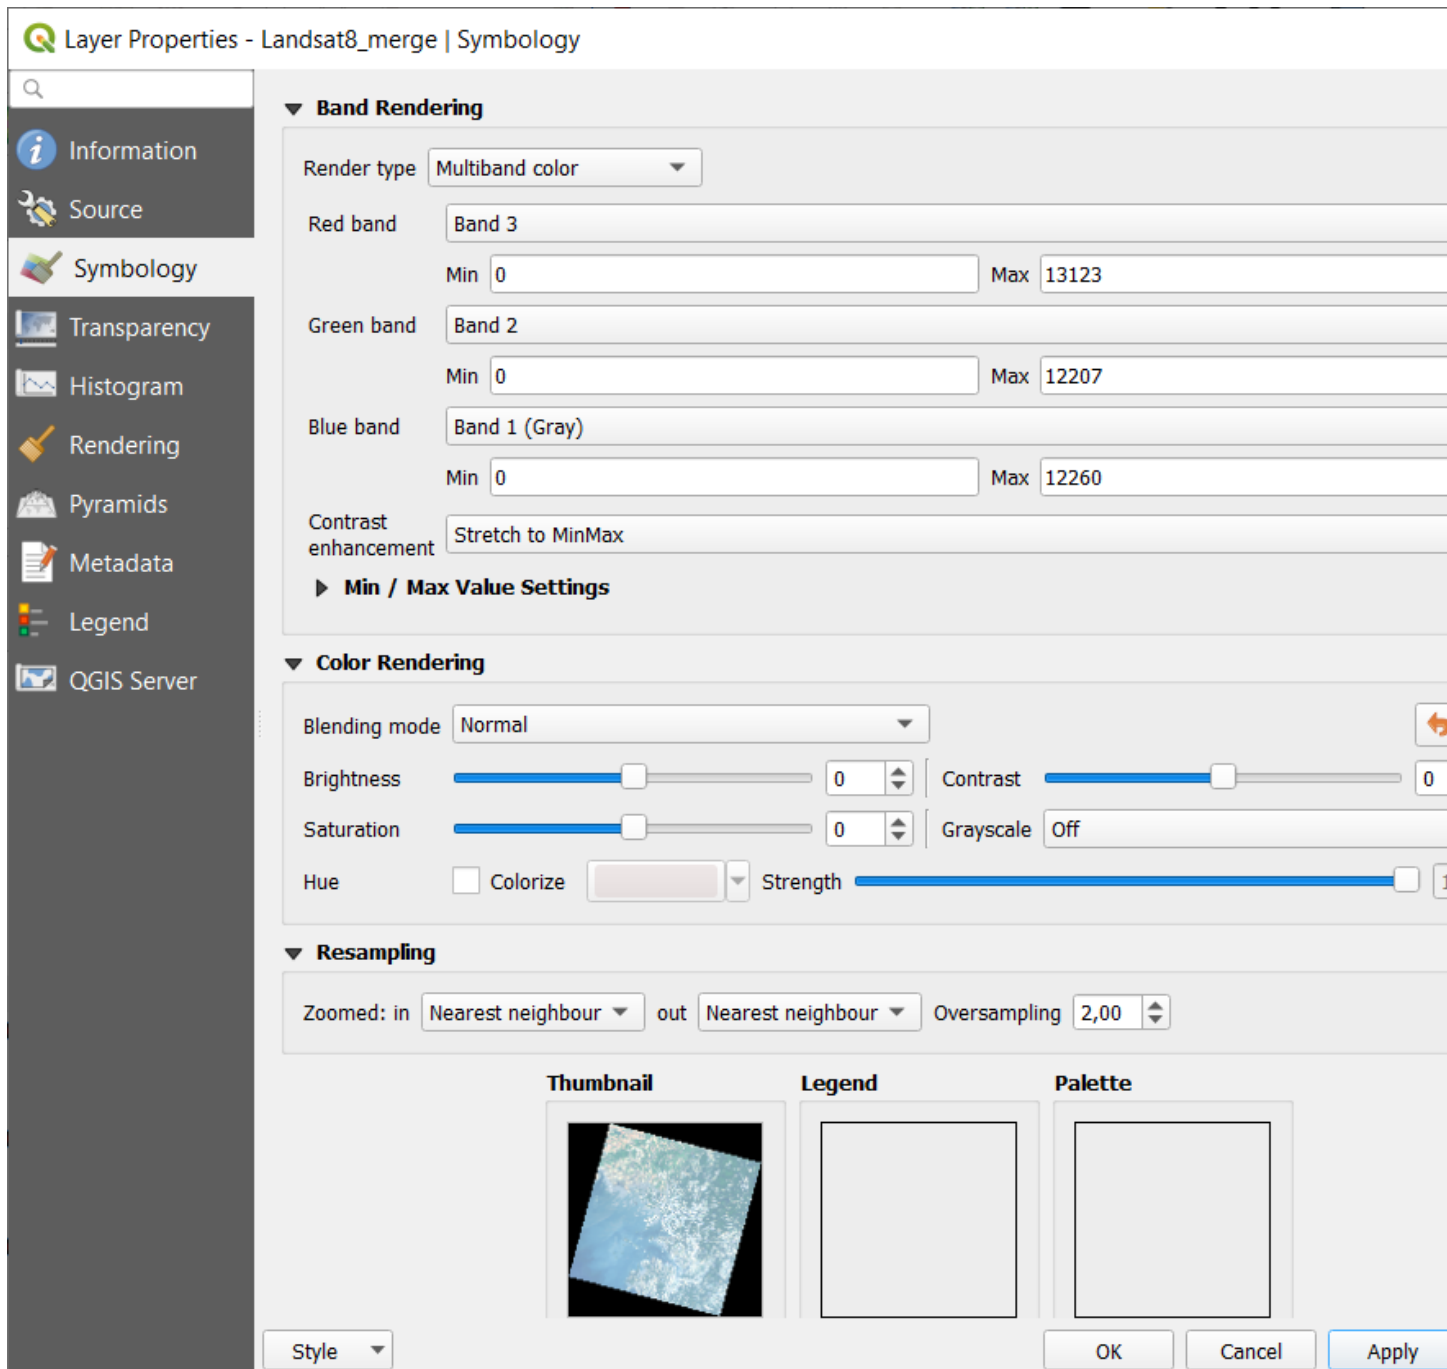 Layer Properties - Landsat8_merge | Symbology
Information
Source
Symbology
Transparency
Histogram
Rendering
Pyramids
Metadata
Legend
QGIS Server
Band Rendering
Render type Multiband color
Red band Band 3
Min 0 Max 13123
Green band Band 2
Min 0 Max 12207
Blue band Band 1 (Gray)
Min 0 Max 12260
Contrast
enhancement Stretch to MinMax
Min / Max Value Settings
Color Rendering
Blending mode Normal
Brightness 0 Contrast 0
Saturation 0 Grayscale Off
Hue Colorize Strength
Resampling
Zoomed: in Nearest neighbour out Nearest neighbour Oversampling 2,00
Thumbnail Legend Palette
Style OK Cancel Apply